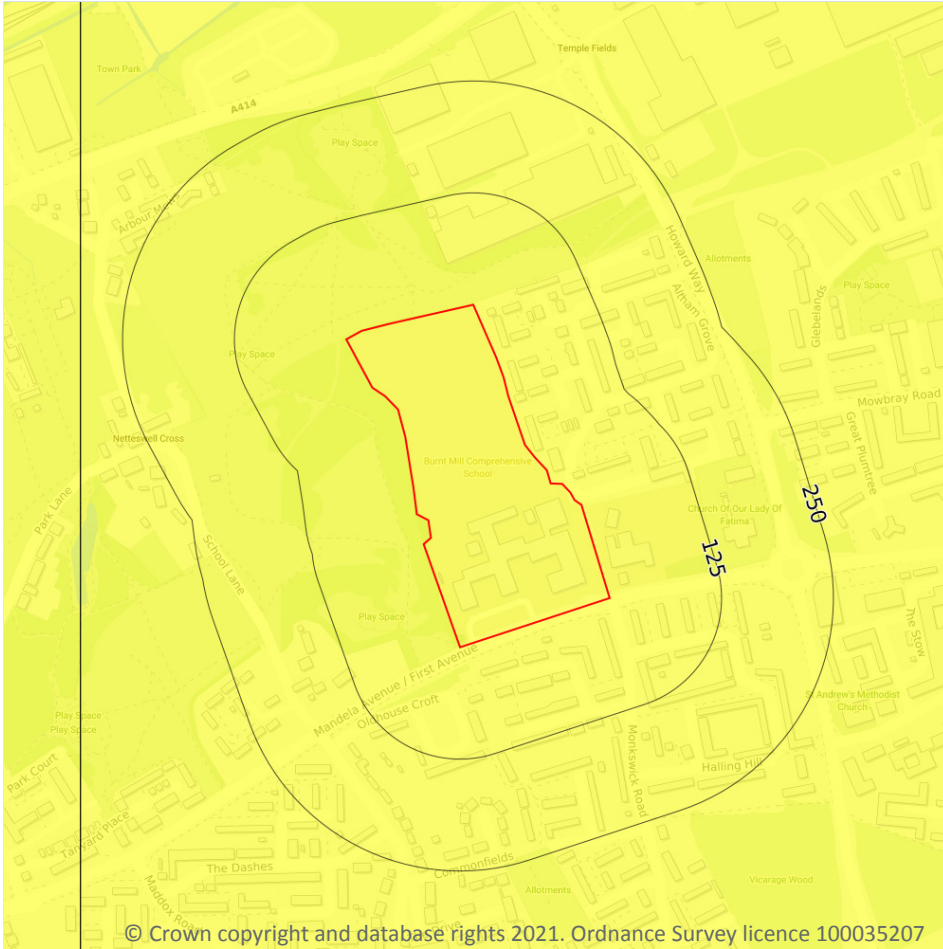 Temple Fields
Town Park
A414
Play Space
Arbour Mews
Howard Way
Allotments
Altham Grove
Play Space
Glebelands
Play Space
Mowbray Road
Great Plumtree
Netteswell Cross
Burnt Mill Comprehensive
School
Park Lane
250
Church Of Our Lady Of
Fatima
125
School Lane
Play Space
The Stow
Mandela Avenue / First Avenue
Oldhouse Croft
St Andrew's Methodist
Church
Play Space
Play Space
Monkswick Road
Halling Hill
Park Court
Tanyard Place
The Dashes
Commonfields
Maddox Road
Allotments
Vicarage Wood
© Crown copyright and database rights 2021. Ordnance Survey licence 100035207